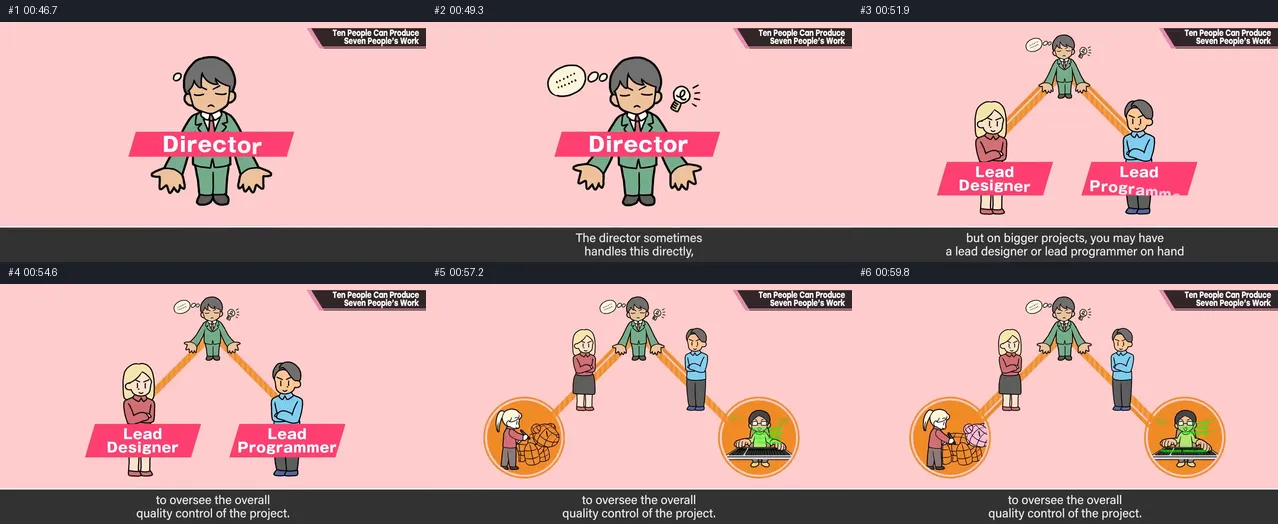 #1 00:46.7
Ten People Can Produce
Seven People's Work
Director
#2 00:49.3
Ten People Can Produce
Seven People's Work
Director
The director sometimes
handles this directly,
#3 00:51.9
Ten People Can Produce
Seven People's Work
Lead
Designer
Lead
Programme
but on bigger projects, you may have
a lead designer or lead programmer on hand
#4 00:54.6
Ten People Can Produce
Seven People's Work
Lead
Designer
Lead
Programmer
to oversee the overall
quality control of the project.
#5 00:57.2
Ten People Can Produce
Seven People's Work
to oversee the overall
quality control of the project.
#6 00:59.8
Ten People Can Produce
Seven People's Work
to oversee the overall
quality control of the project.